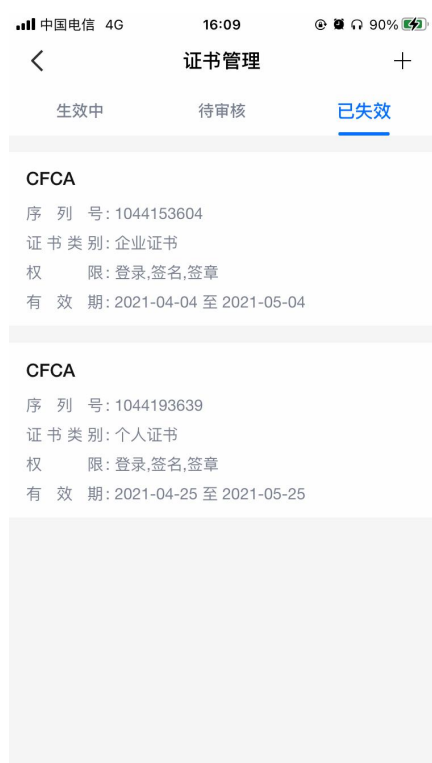 中国电信 4G 16:09 90%
证书管理
生效中 待审核 已失效
CFCA
序列号: 1044153604
证书类别: 企业证书
权限: 登录,签名,签章
有效期: 2021-04-04 至 2021-05-04
CFCA
序列号: 1044193639
证书类别: 个人证书
权限: 登录,签名,签章
有效期: 2021-04-25 至 2021-05-25